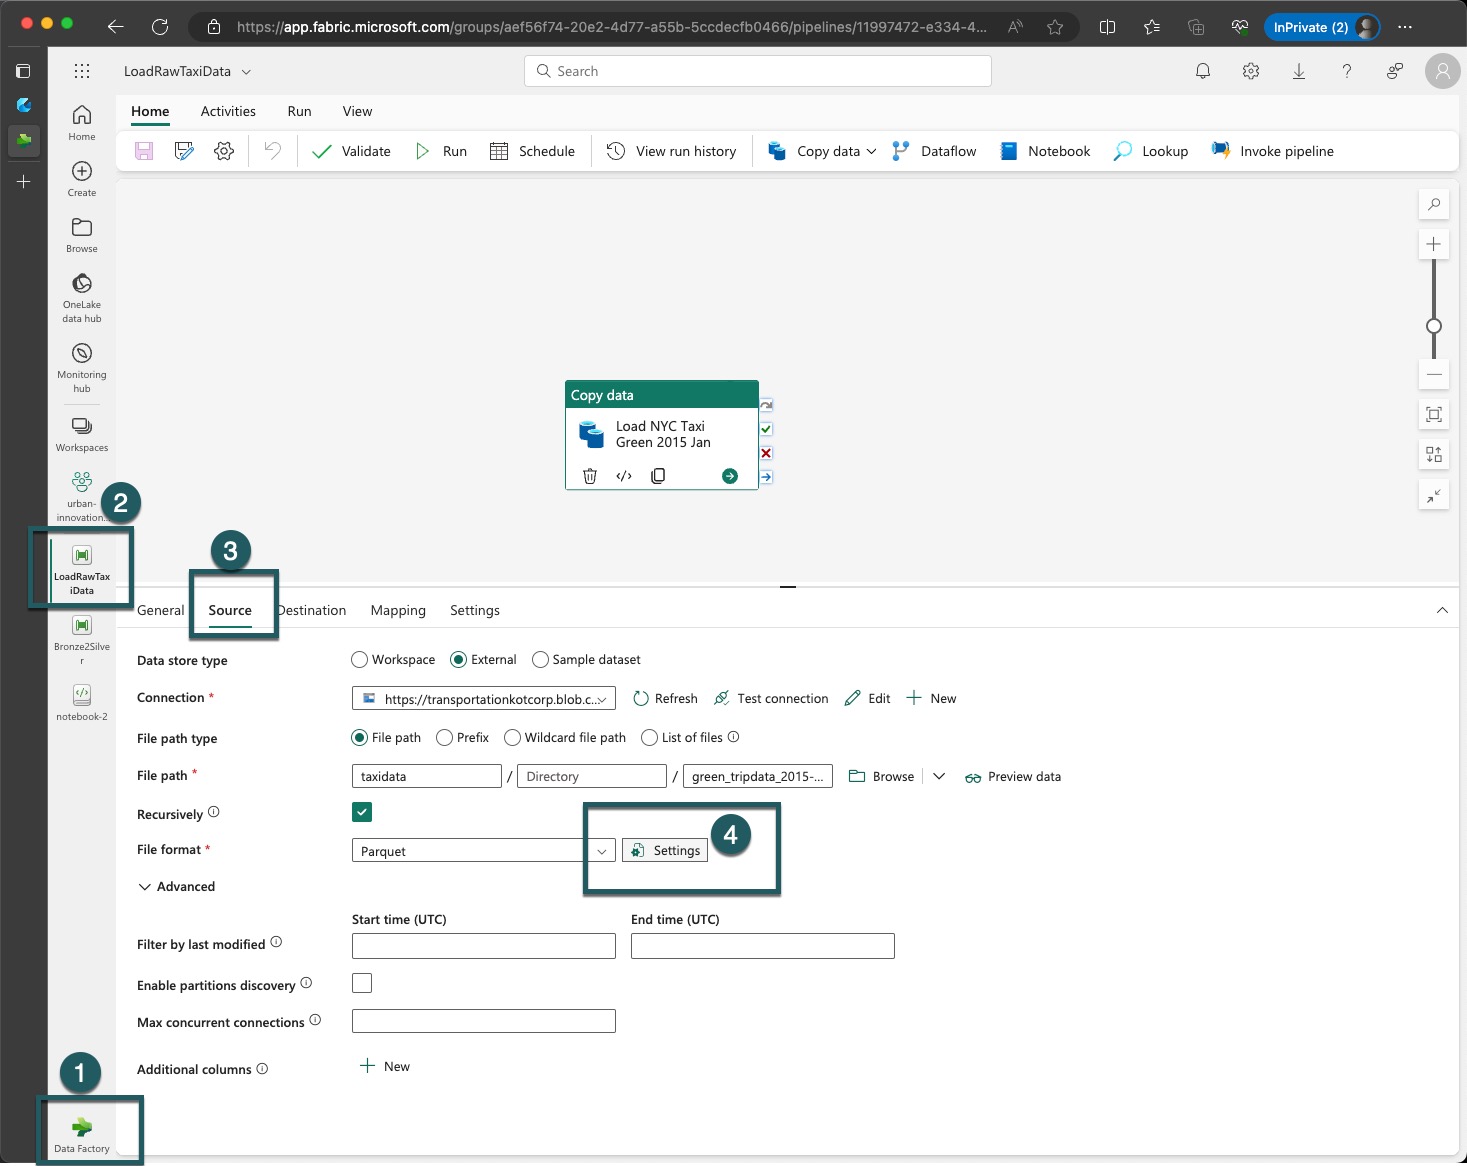 https://app.fabric.microsoft.com/groups/aef56f74-20e2-4d77-a55b-5ccdecfb0466/pipelines/11997472-e334-4...
InPrivate (2)
LoadRawTaxiData
Search
Home
Activities
Run
View
Validate
Run
Schedule
View run history
Copy data
Dataflow
Notebook
Lookup
Invoke pipeline
Home
Create
Browse
OneLake
data hub
Monitoring
hub
Workspaces
urban-
innovation...
2
LoadRawTax
iData
Bronze2Silve
r
notebook-2
1
Data Factory
Copy data
Load NYC Taxi
Green 2015 Jan
3
General
Source
Destination
Mapping
Settings
Data store type
Workspace
External
Sample dataset
Connection *
https://transportationkotcorp.blob.c...
Refresh
Test connection
Edit
New
File path type
File path
Prefix
Wildcard file path
List of files
File path *
taxidata
/
Directory
/
green_tripdata_2015-...
Browse
Preview data
Recursively
4
File format *
Parquet
Settings
Advanced
Start time (UTC)
End time (UTC)
Filter by last modified
Enable partitions discovery
Max concurrent connections
Additional columns
New